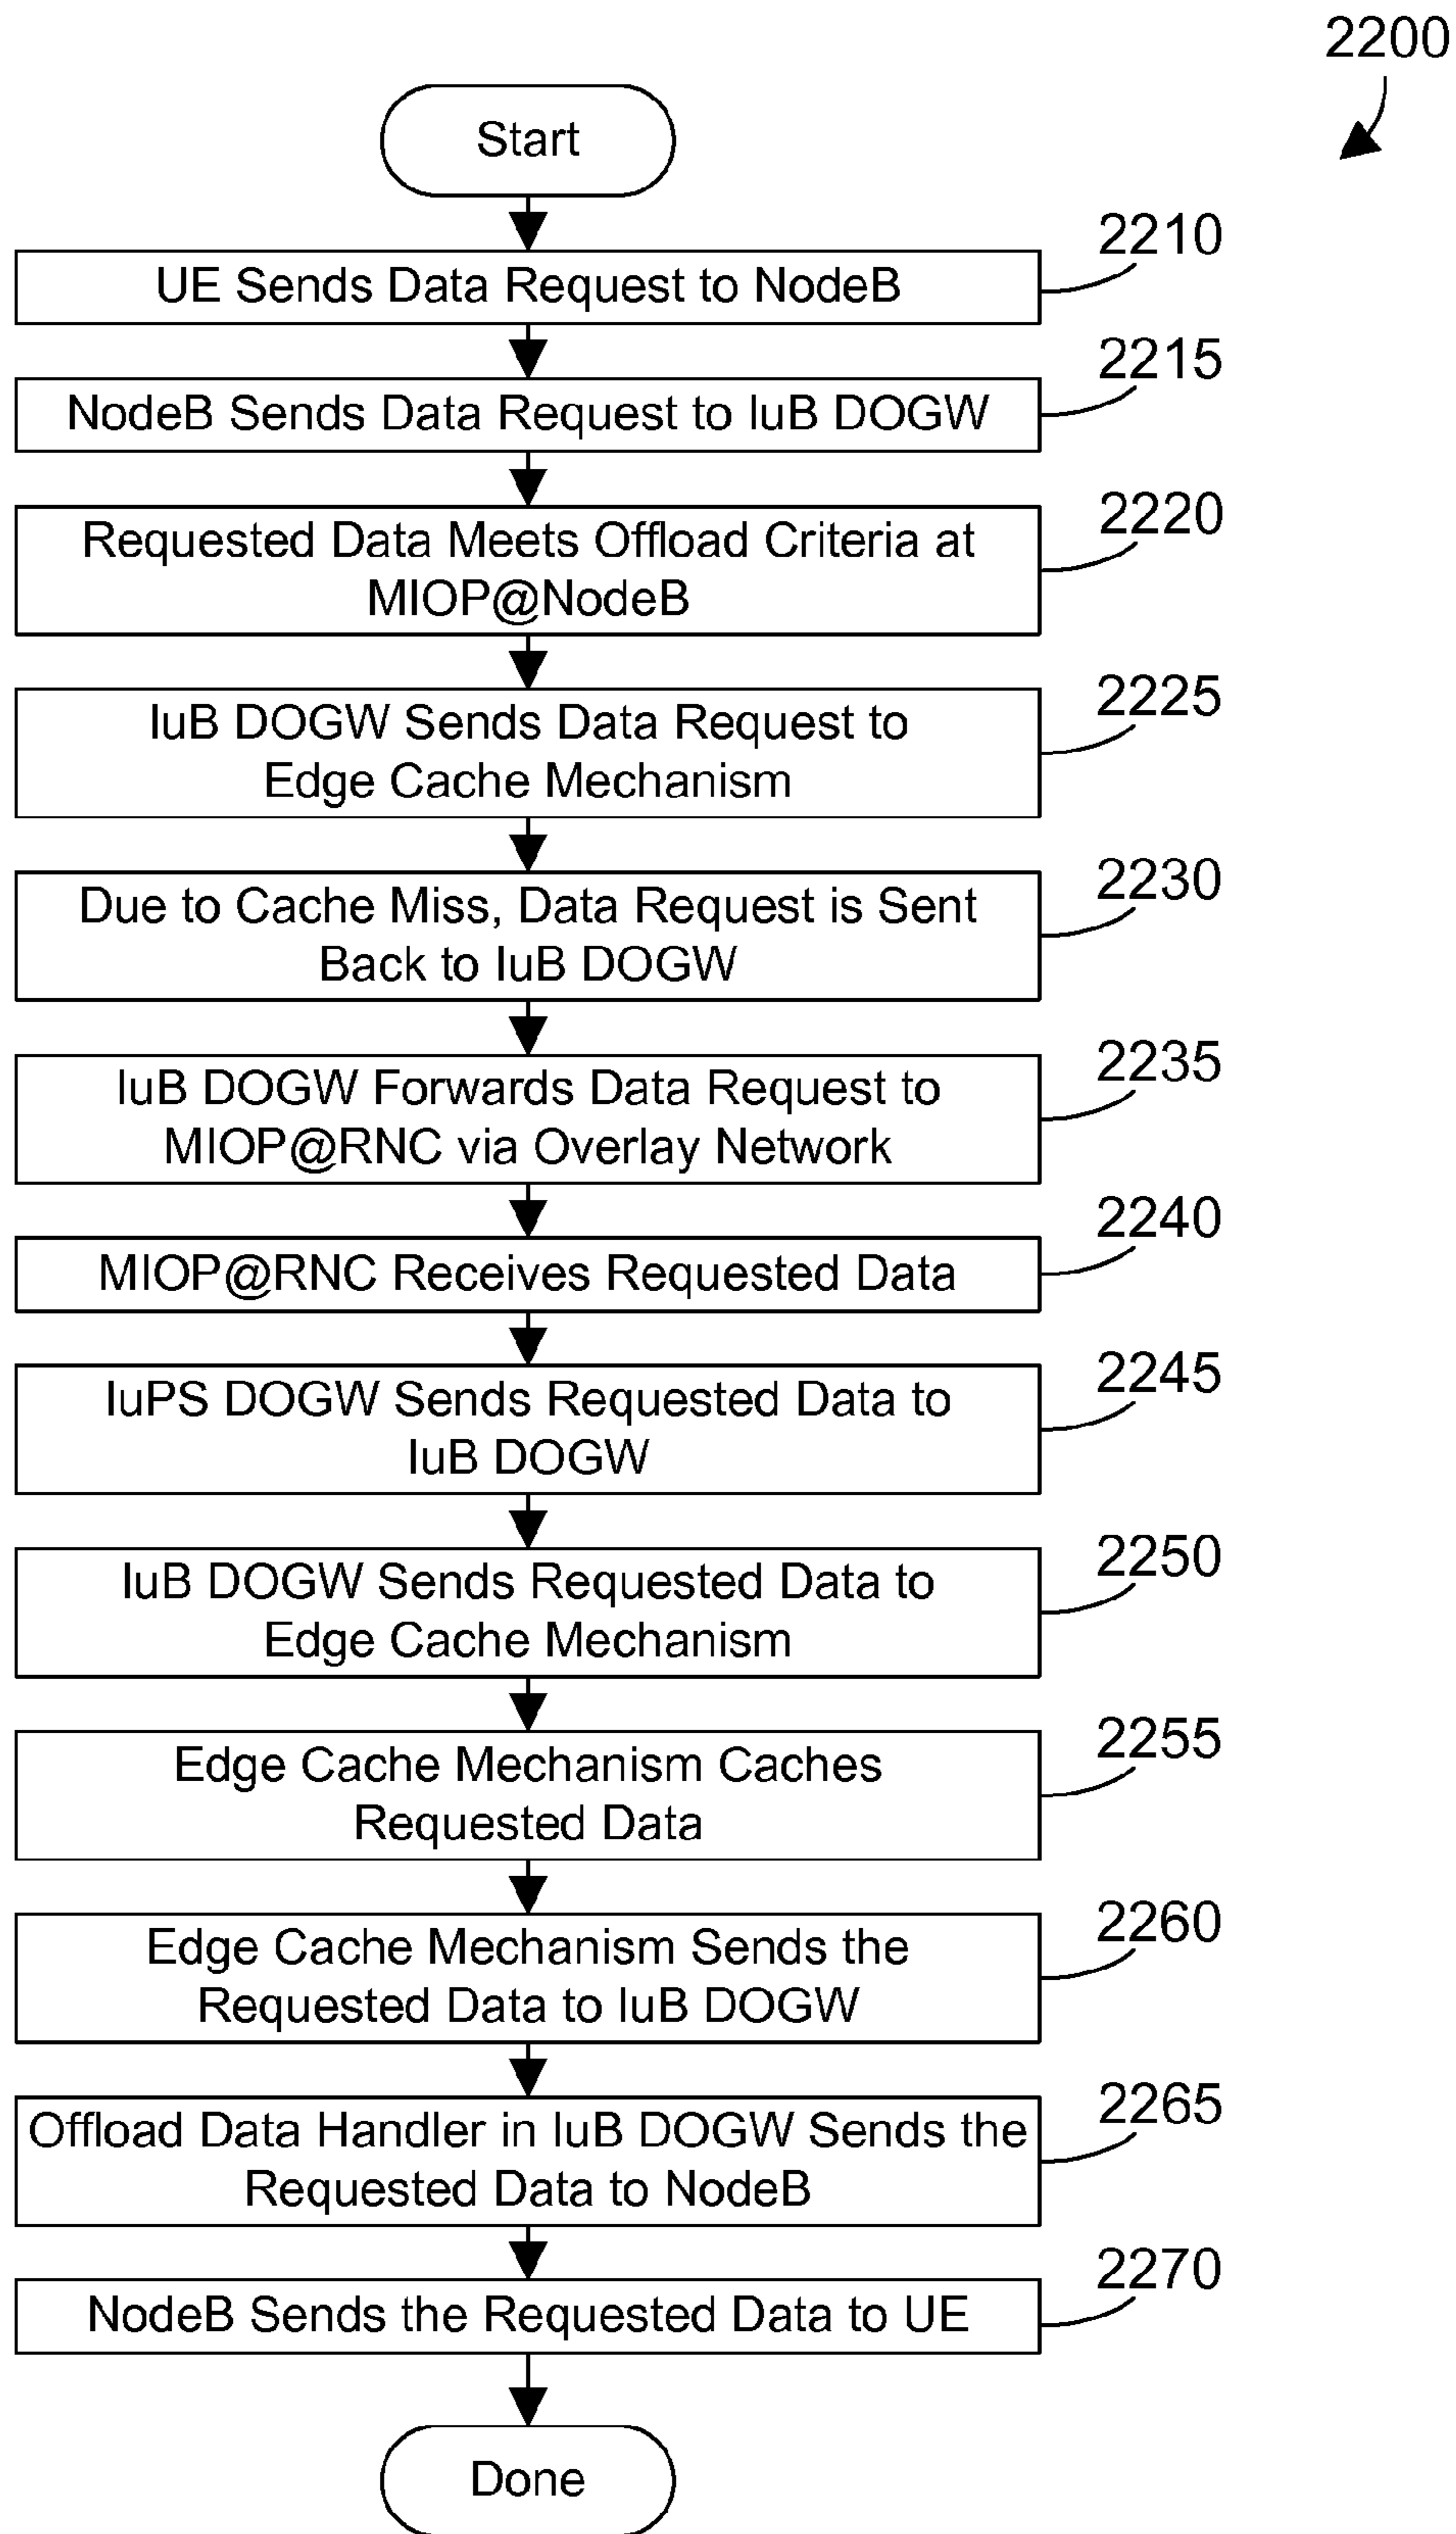 2200
Start
2210
UE Sends Data Request to NodeB
2215
NodeB Sends Data Request to IuB DOGW
2220
Requested Data Meets Offload Criteria at
MIOP@NodeB
2225
IuB DOGW Sends Data Request to
Edge Cache Mechanism
2230
Due to Cache Miss, Data Request is Sent
Back to IuB DOGW
2235
IuB DOGW Forwards Data Request to
MIOP@RNC via Overlay Network
2240
MIOP@RNC Receives Requested Data
2245
IuPS DOGW Sends Requested Data to
IuB DOGW
2250
IuB DOGW Sends Requested Data to
Edge Cache Mechanism
2255
Edge Cache Mechanism Caches
Requested Data
2260
Edge Cache Mechanism Sends the
Requested Data to IuB DOGW
2265
Offload Data Handler in IuB DOGW Sends the
Requested Data to NodeB
2270
NodeB Sends the Requested Data to UE
Done